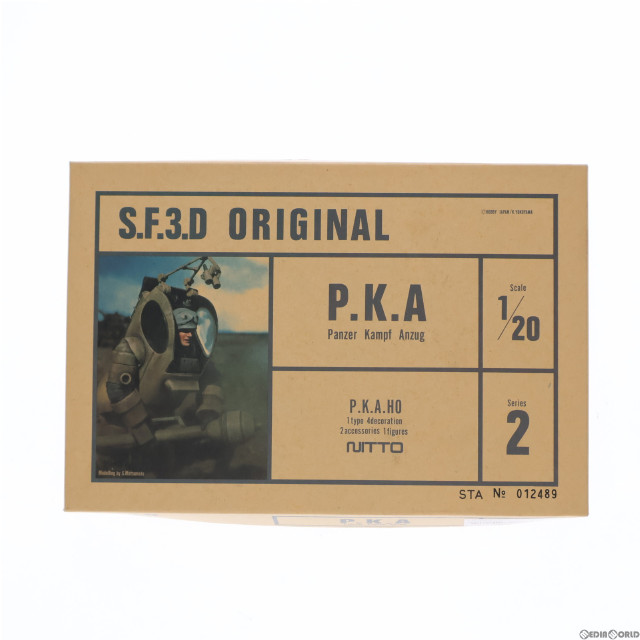 S.F.3.D ORIGINAL
P.K.A
Panzer Kampf Anzug
Scale
1/20
P.K.A.H0
1type 4decoration
2accessories 1figures
NITTO
Series
2
STA № 012489
P.K.A